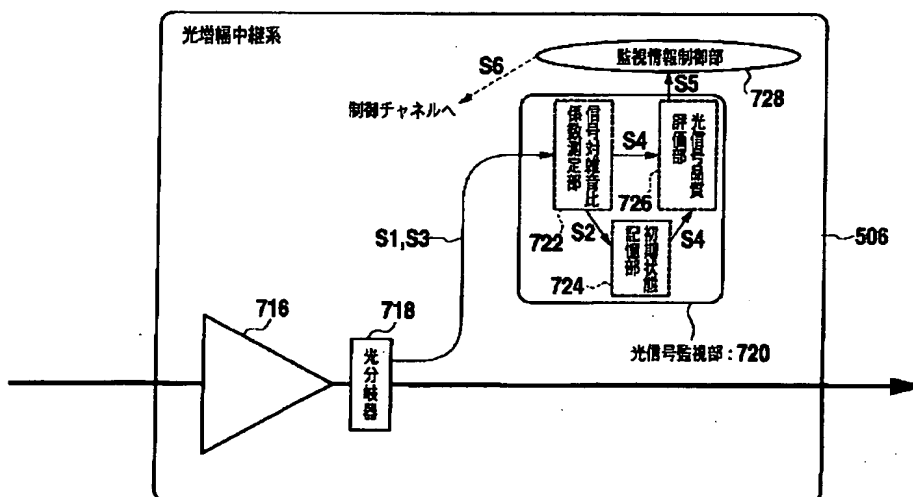 光増幅中継系
監視情報制御部
728
S6
制御チャネルへ
S5
信号対雑音比
係数測定部
722
S4
光信号品質
評価部
726
S2
S4
初期状態
記憶部
724
S1,S3
506
716
718
光分岐器
光信号監視部:720